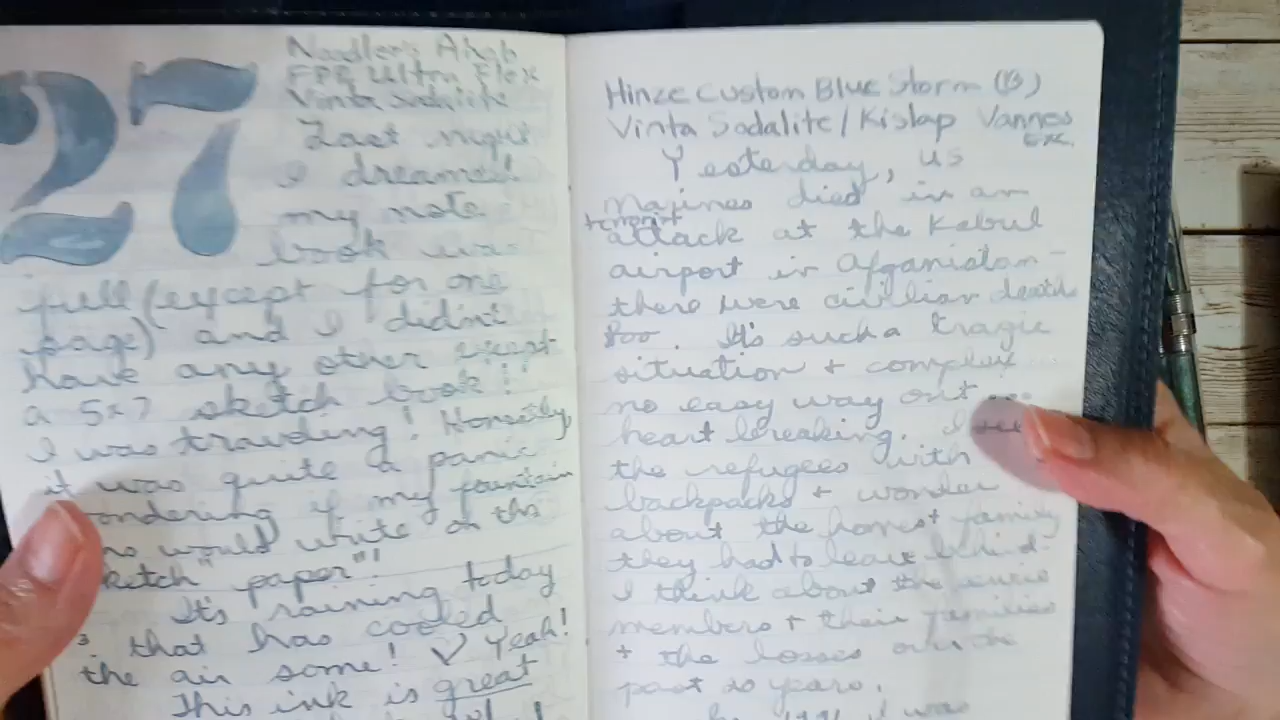 27
Noodler's Ahab
FPR Ultra Flex
Vinta Sodalite
Last night
I dreamed
my note
book was
full (except for one
page) and I didn't
have any other except
a 5x7 sketch book!!
I was traveling! Honestly,
it was quite a panic
wondering if my fountain
would write on the
sketch "paper"!
It's raining today
that has cooled
the air some! Yeah!
This ink is great
Hinze Custom Blue Storm (B)
Vinta Sodalite/Kislap Vanness
Exc.
Yesterday, US
Marines died in an
terrorist
attack at the Kabul
airport in Afganistan -
there were civilian deaths
too. It's such a tragic
situation + complex
no easy way out ...
heart breaking. I see
the refugees with
backpacks + wonder
about the homes + family
they had to leave behind.
I think about the
members + their families
+ the losses over the
past 20 years.
I was